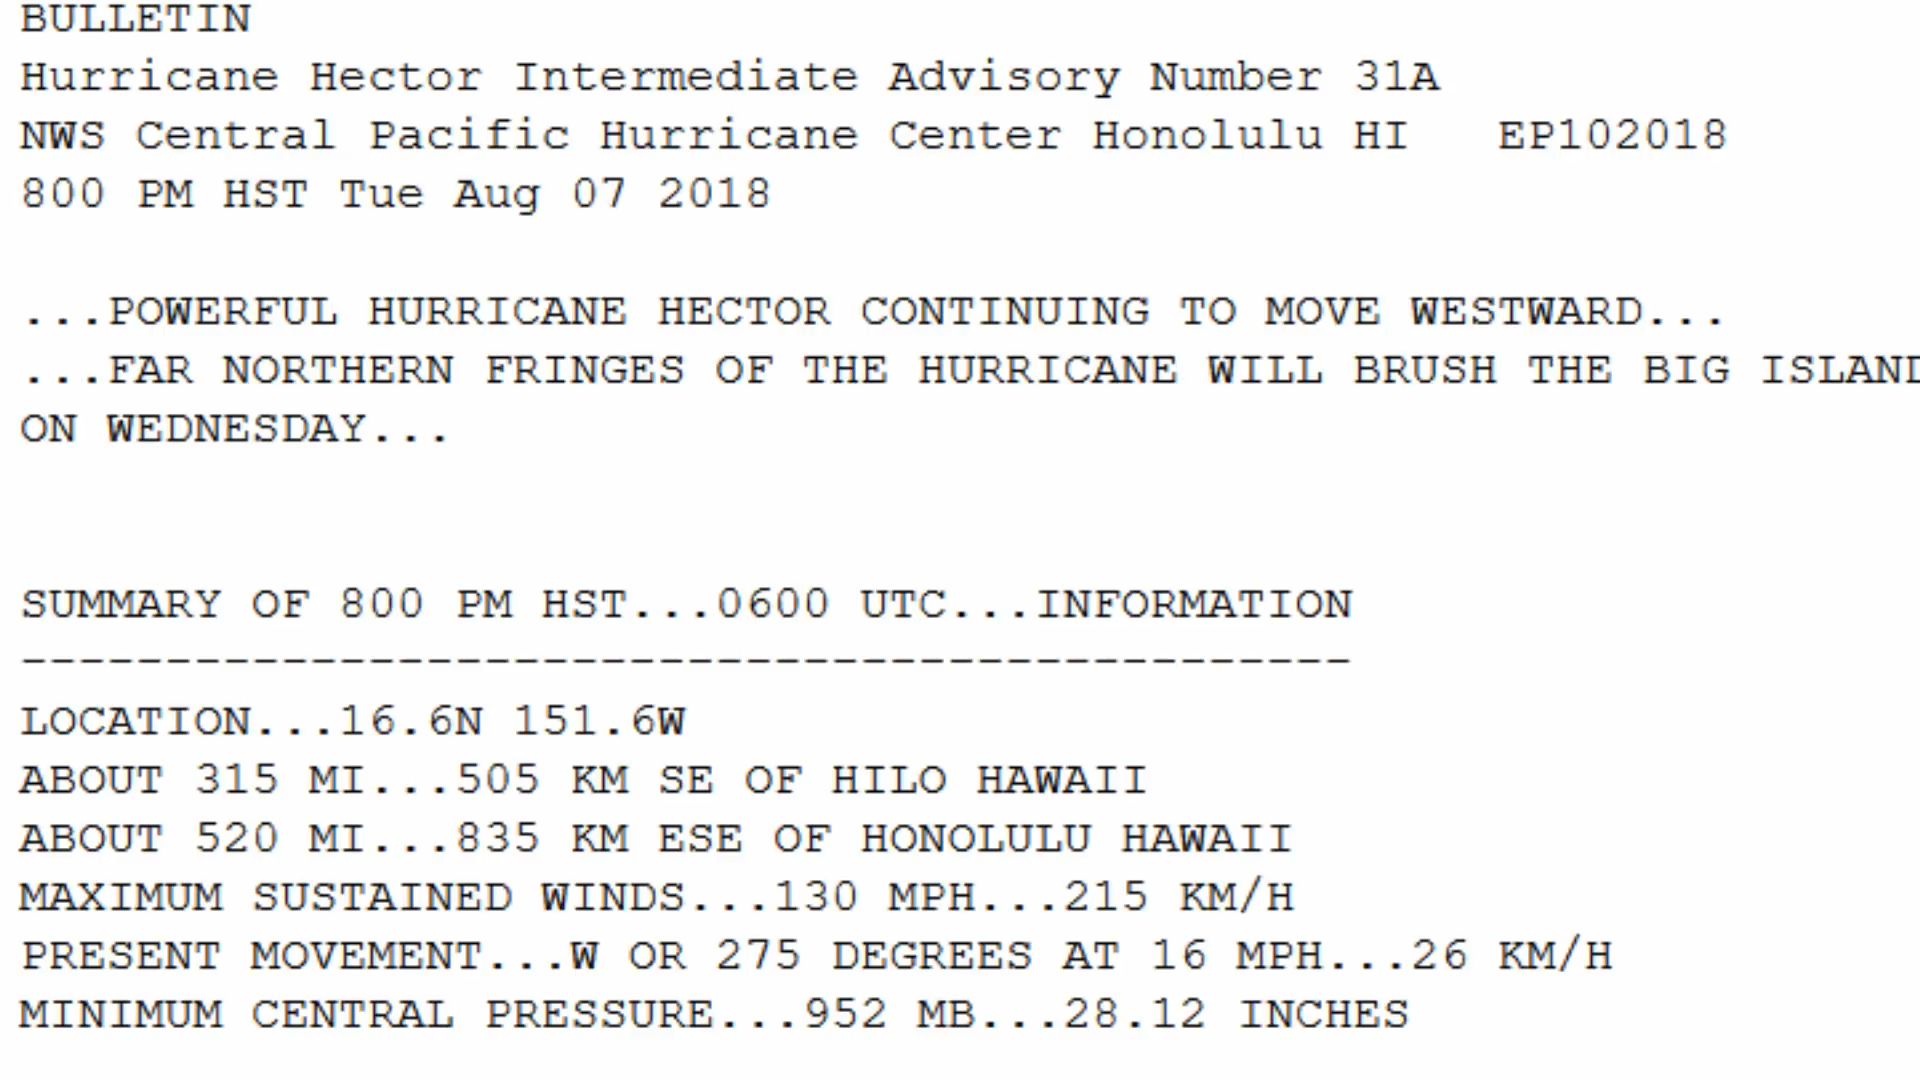 BULLETIN
Hurricane Hector Intermediate Advisory Number 31A
NWS Central Pacific Hurricane Center Honolulu HI   EP102018
800 PM HST Tue Aug 07 2018
...POWERFUL HURRICANE HECTOR CONTINUING TO MOVE WESTWARD...
...FAR NORTHERN FRINGES OF THE HURRICANE WILL BRUSH THE BIG ISLAND
ON WEDNESDAY...
SUMMARY OF 800 PM HST...0600 UTC...INFORMATION
----------------------------------------------
LOCATION...16.6N 151.6W
ABOUT 315 MI...505 KM SE OF HILO HAWAII
ABOUT 520 MI...835 KM ESE OF HONOLULU HAWAII
MAXIMUM SUSTAINED WINDS...130 MPH...215 KM/H
PRESENT MOVEMENT...W OR 275 DEGREES AT 16 MPH...26 KM/H
MINIMUM CENTRAL PRESSURE...952 MB...28.12 INCHES